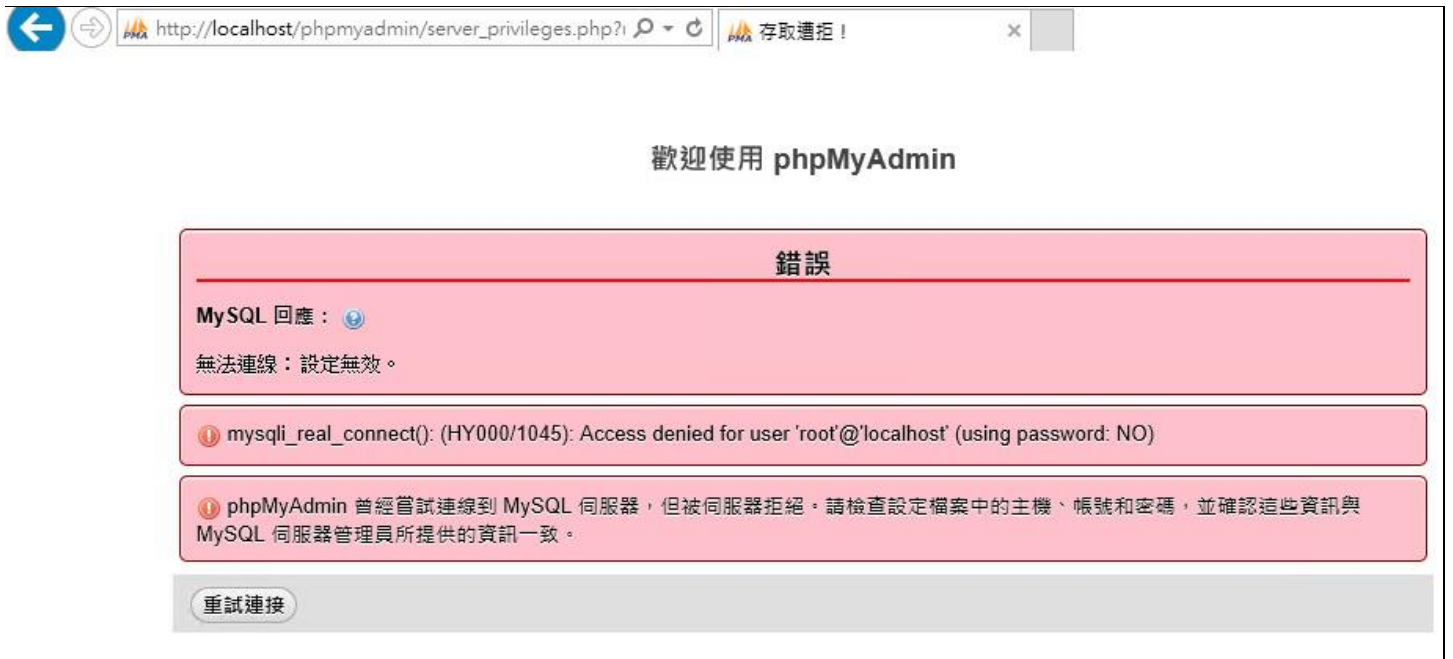 http://localhost/phpmyadmin/server_privileges.php?
PMA 存取遭拒！
歡迎使用 phpMyAdmin
錯誤
MySQL 回應：
無法連線：設定無效。
mysqli_real_connect(): (HY000/1045): Access denied for user 'root'@'localhost' (using password: NO)
phpMyAdmin 曾經嘗試連線到 MySQL 伺服器，但被伺服器拒絕。請檢查設定檔案中的主機、帳號和密碼，並確認這些資訊與
MySQL 伺服器管理員所提供的資訊一致。
重試連接